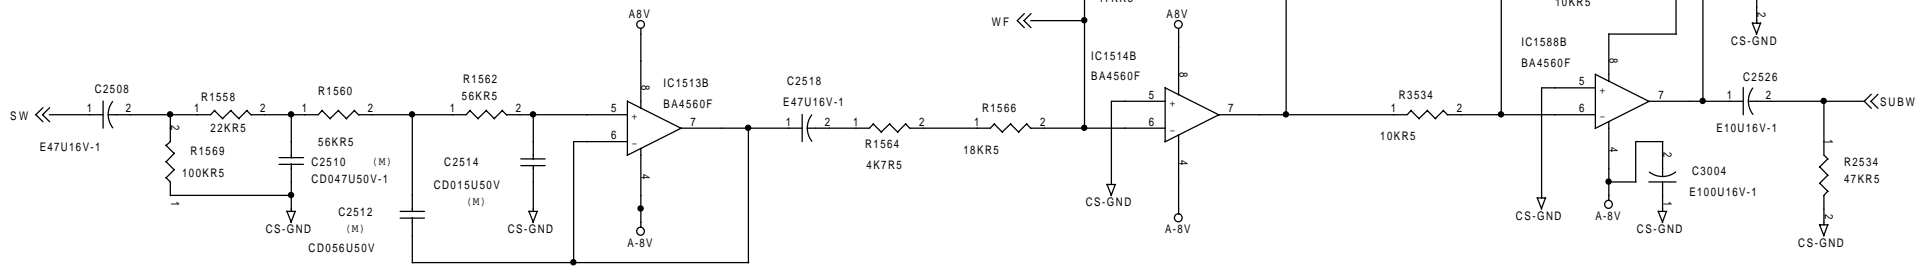 SW
1
C2508
2
E47U16V-1
2
R1569
100KR5
1
1
R1558
2
22KR5
1
R1560
2
56KR5
C2510
(M)
CD047U50V-1
CS-GND
C2512
(M)
CD056U50V
1
R1562
56KR5
2
C2514
CD015U50V
(M)
CS-GND
A8V
8
IC1513B
BA4560F
5
+
6
-
7
4
A-8V
C2518
E47U16V-1
1
2
1
2
R1564
4K7R5
R1566
1
2
18KR5
WF
IC1514B
BA4560F
A8V
8
5
+
6
-
7
4
CS-GND
A-8V
R3534
1
2
10KR5
10KR5
IC1588B
BA4560F
8
5
+
6
-
7
4
CS-GND
A-8V
2
C3004
E100U16V-1
1
CS-GND
2
CS-GND
C2526
1
2
E10U16V-1
SUBW
1
R2534
47KR5
2
CS-GND